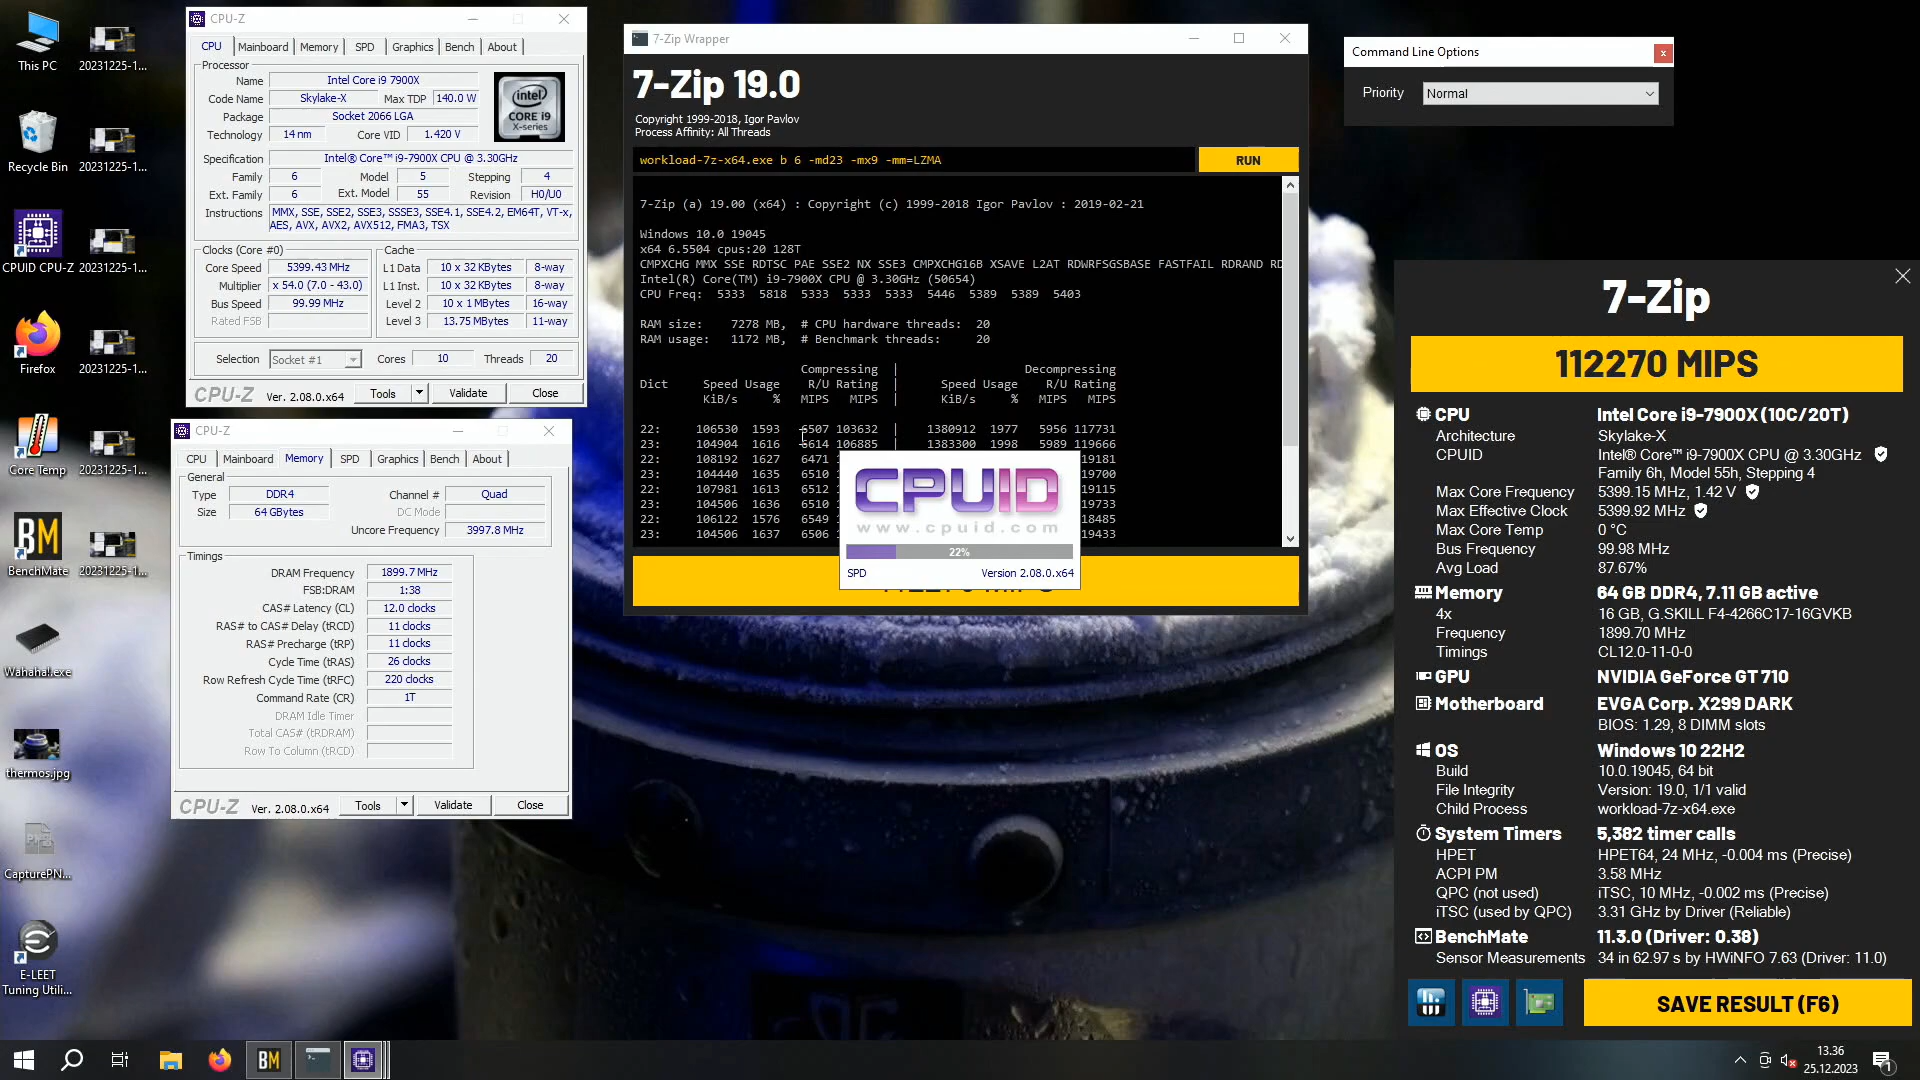 This PC
20231225-1...
Recycle Bin
20231225-1...
CPUID CPU-Z
20231225-1...
Firefox
20231225-1...
Core Temp
20231225-1...
BM
BenchMate
20231225-1...
Wahaha!.exe
thermos.jpg
CapturePN...
E-LEET
Tuning Utili...
CPU-Z
CPU Mainboard Memory SPD Graphics Bench About
Processor
Name Intel Core i9 7900X
Code Name Skylake-X Max TDP 140.0 W
Package Socket 2066 LGA
Technology 14 nm Core VID 1.420 V
intel
CORE i9
X-series
Specification Intel® Core™ i9-7900X CPU @ 3.30GHz
Family 6 Model 5 Stepping 4
Ext. Family 6 Ext. Model 55 Revision H0/U0
Instructions MMX, SSE, SSE2, SSE3, SSSE3, SSE4.1, SSE4.2, EM64T, VT-x,
AES, AVX, AVX2, AVX512, FMA3, TSX
Clocks (Core #0)
Core Speed 5399.43 MHz
Multiplier x 54.0 (7.0 - 43.0)
Bus Speed 99.99 MHz
Rated FSB
Cache
L1 Data 10 x 32 KBytes 8-way
L1 Inst. 10 x 32 KBytes 8-way
Level 2 10 x 1 MBytes 16-way
Level 3 13.75 MBytes 11-way
Selection Socket #1 Cores 10 Threads 20
CPU-Z Ver. 2.08.0.x64 Tools Validate Close
CPU-Z
CPU Mainboard Memory SPD Graphics Bench About
General
Type DDR4 Channel # Quad
Size 64 GBytes DC Mode
Uncore Frequency 3997.8 MHz
Timings
DRAM Frequency 1899.7 MHz
FSB:DRAM 1:38
CAS# Latency (CL) 12.0 clocks
RAS# to CAS# Delay (tRCD) 11 clocks
RAS# Precharge (tRP) 11 clocks
Cycle Time (tRAS) 26 clocks
Row Refresh Cycle Time (tRFC) 220 clocks
Command Rate (CR) 1T
DRAM Idle Timer
Total CAS# (tRDRAM)
Row To Column (tRCD)
CPU-Z Ver. 2.08.0.x64 Tools Validate Close
7-Zip Wrapper
7-Zip 19.0
Copyright 1999-2018, Igor Pavlov
Process Affinity: All Threads
workload-7z-x64.exe b 6 -md23 -mx9 -mm=LZMA RUN
7-Zip (a) 19.00 (x64) : Copyright (c) 1999-2018 Igor Pavlov : 2019-02-21
Windows 10.0 19045
x64 6.5504 cpus:20 128T
CMPXCHG MMX SSE RDTSC PAE SSE2 NX SSE3 CMPXCHG16B XSAVE L2AT RDWRFSGSBASE FASTFAIL RDRAND RD
Intel(R) Core(TM) i9-7900X CPU @ 3.30GHz (50654)
CPU Freq: 5333 5818 5333 5333 5333 5446 5389 5389 5403
RAM size: 7278 MB, # CPU hardware threads: 20
RAM usage: 1172 MB, # Benchmark threads: 20
Compressing | Decompressing
Dict Speed Usage R/U Rating | Speed Usage R/U Rating
KiB/s % MIPS MIPS | KiB/s % MIPS MIPS
22: 106530 1593 6507 103632 | 1380912 1977 5956 117731
23: 104904 1616 6614 106885 | 1383300 1998 5989 119666
22: 108192 1627 6471 19181
23: 104440 1635 6510 19700
22: 107981 1613 6512 19115
23: 104506 1636 6510 19733
22: 106122 1576 6549 18485
23: 104506 1637 6506 19433
CPUID
www.cpuid.com
22%
SPD Version 2.08.0.x64
Command Line Options x
Priority Normal
7-Zip
112270 MIPS
CPU Intel Core i9-7900X (10C/20T)
Architecture Skylake-X
CPUID Intel® Core™ i9-7900X CPU @ 3.30GHz
Family 6h, Model 55h, Stepping 4
Max Core Frequency 5399.15 MHz, 1.42 V
Max Effective Clock 5399.92 MHz
Max Core Temp 0 °C
Bus Frequency 99.98 MHz
Avg Load 87.67%
Memory 64 GB DDR4, 7.11 GB active
4x 16 GB, G.SKILL F4-4266C17-16GVKB
Frequency 1899.70 MHz
Timings CL12.0-11-0-0
GPU NVIDIA GeForce GT 710
Motherboard EVGA Corp. X299 DARK
BIOS: 1.29, 8 DIMM slots
OS Windows 10 22H2
Build 10.0.19045, 64 bit
File Integrity Version: 19.0, 1/1 valid
Child Process workload-7z-x64.exe
System Timers 5,382 timer calls
HPET HPET64, 24 MHz, -0.004 ms (Precise)
ACPI PM 3.58 MHz
QPC (not used) iTSC, 10 MHz, -0.002 ms (Precise)
iTSC (used by QPC) 3.31 GHz by Driver (Reliable)
BenchMate 11.3.0 (Driver: 0.38)
Sensor Measurements 34 in 62.97 s by HWiNFO 7.63 (Driver: 11.0)
SAVE RESULT (F6)
BM
13.36
25.12.2023
1